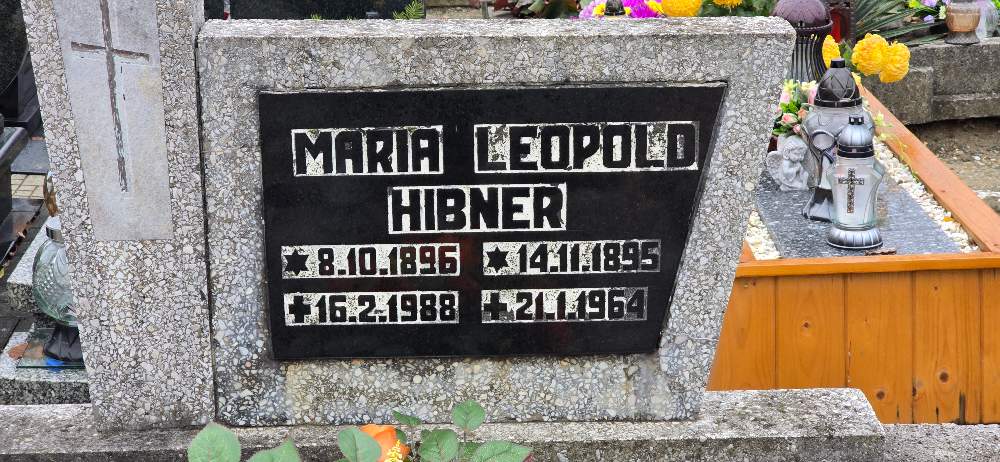 MARIA LEOPOLD
HIBNER
★ 8.10.1896 ★ 14.11.1895
✝ 16.2.1988 ✝ 21.1.1964